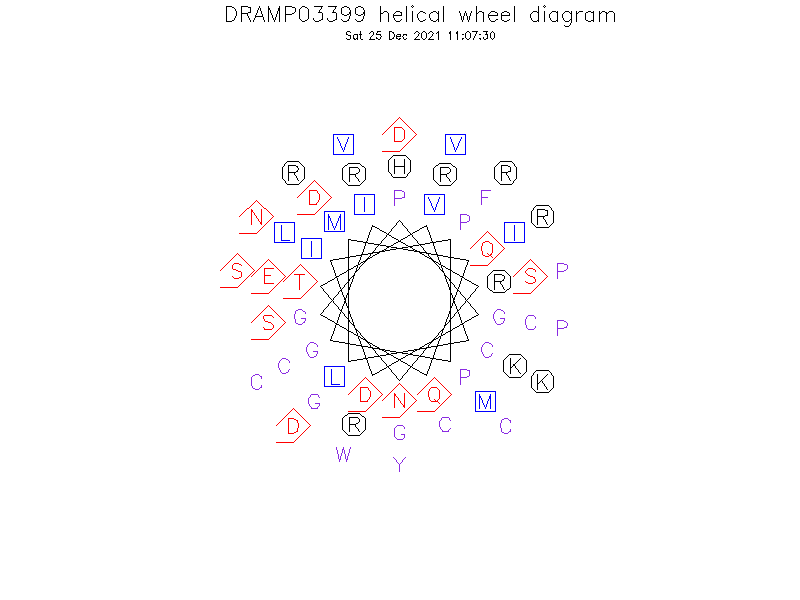 DRAMP03399 helical wheel diagram
Sat 25 Dec 2021 11:07:30
D
V V
H
R R R R
D P V F
I
N M P R
L I I Q
S E T R S P
S G G C P
G C
C C L P K K
G D N Q M
D R G C C
W Y